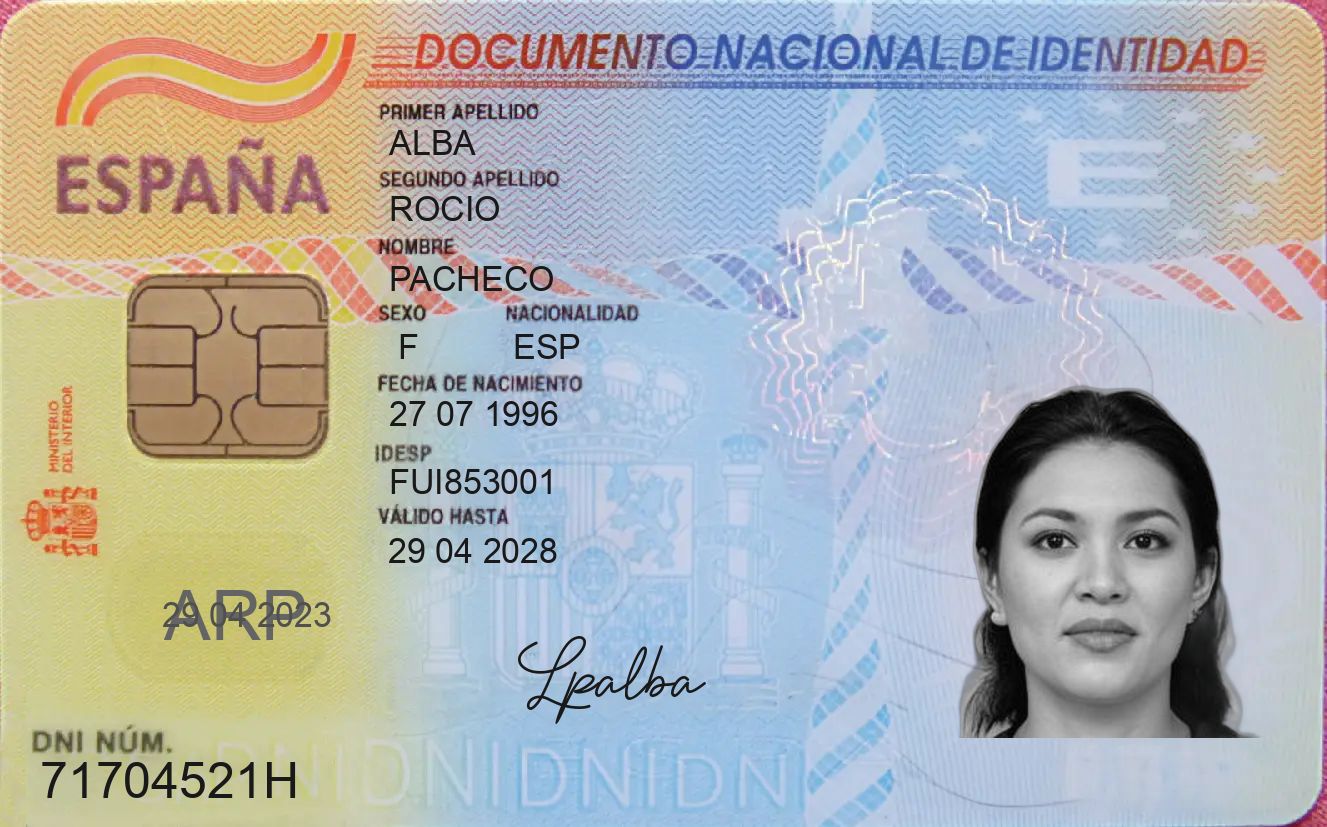 DOCUMENTO NACIONAL DE IDENTIDAD
ESPAÑA
PRIMER APELLIDO
ALBA
SEGUNDO APELLIDO
ROCIO
NOMBRE
PACHECO
SEXO NACIONALIDAD
F ESP
FECHA DE NACIMIENTO
27 07 1996
IDESP
FUI853001
VÁLIDO HASTA
29 04 2028
MINISTERIO
DEL INTERIOR
E
ARP
29 04 2023
Lpalba
DNI NÚM.
71704521H
DNIDNIDNIDNI